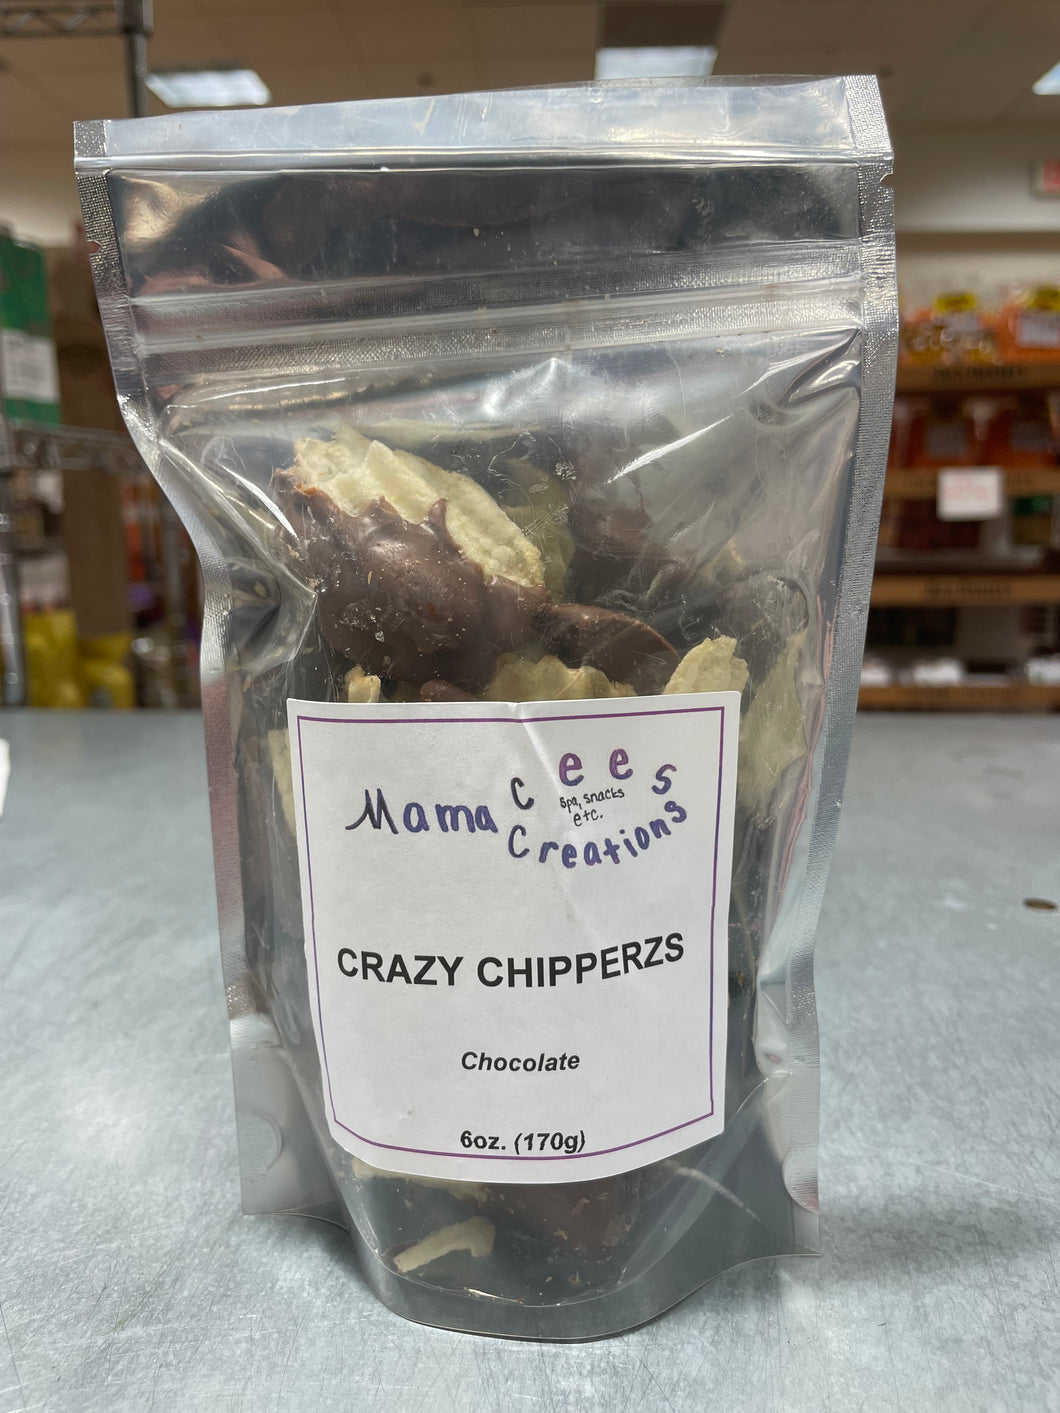 Mama Cees
spa, snacks
etc.
Creations
CRAZY CHIPPERZS
Chocolate
6oz. (170g)